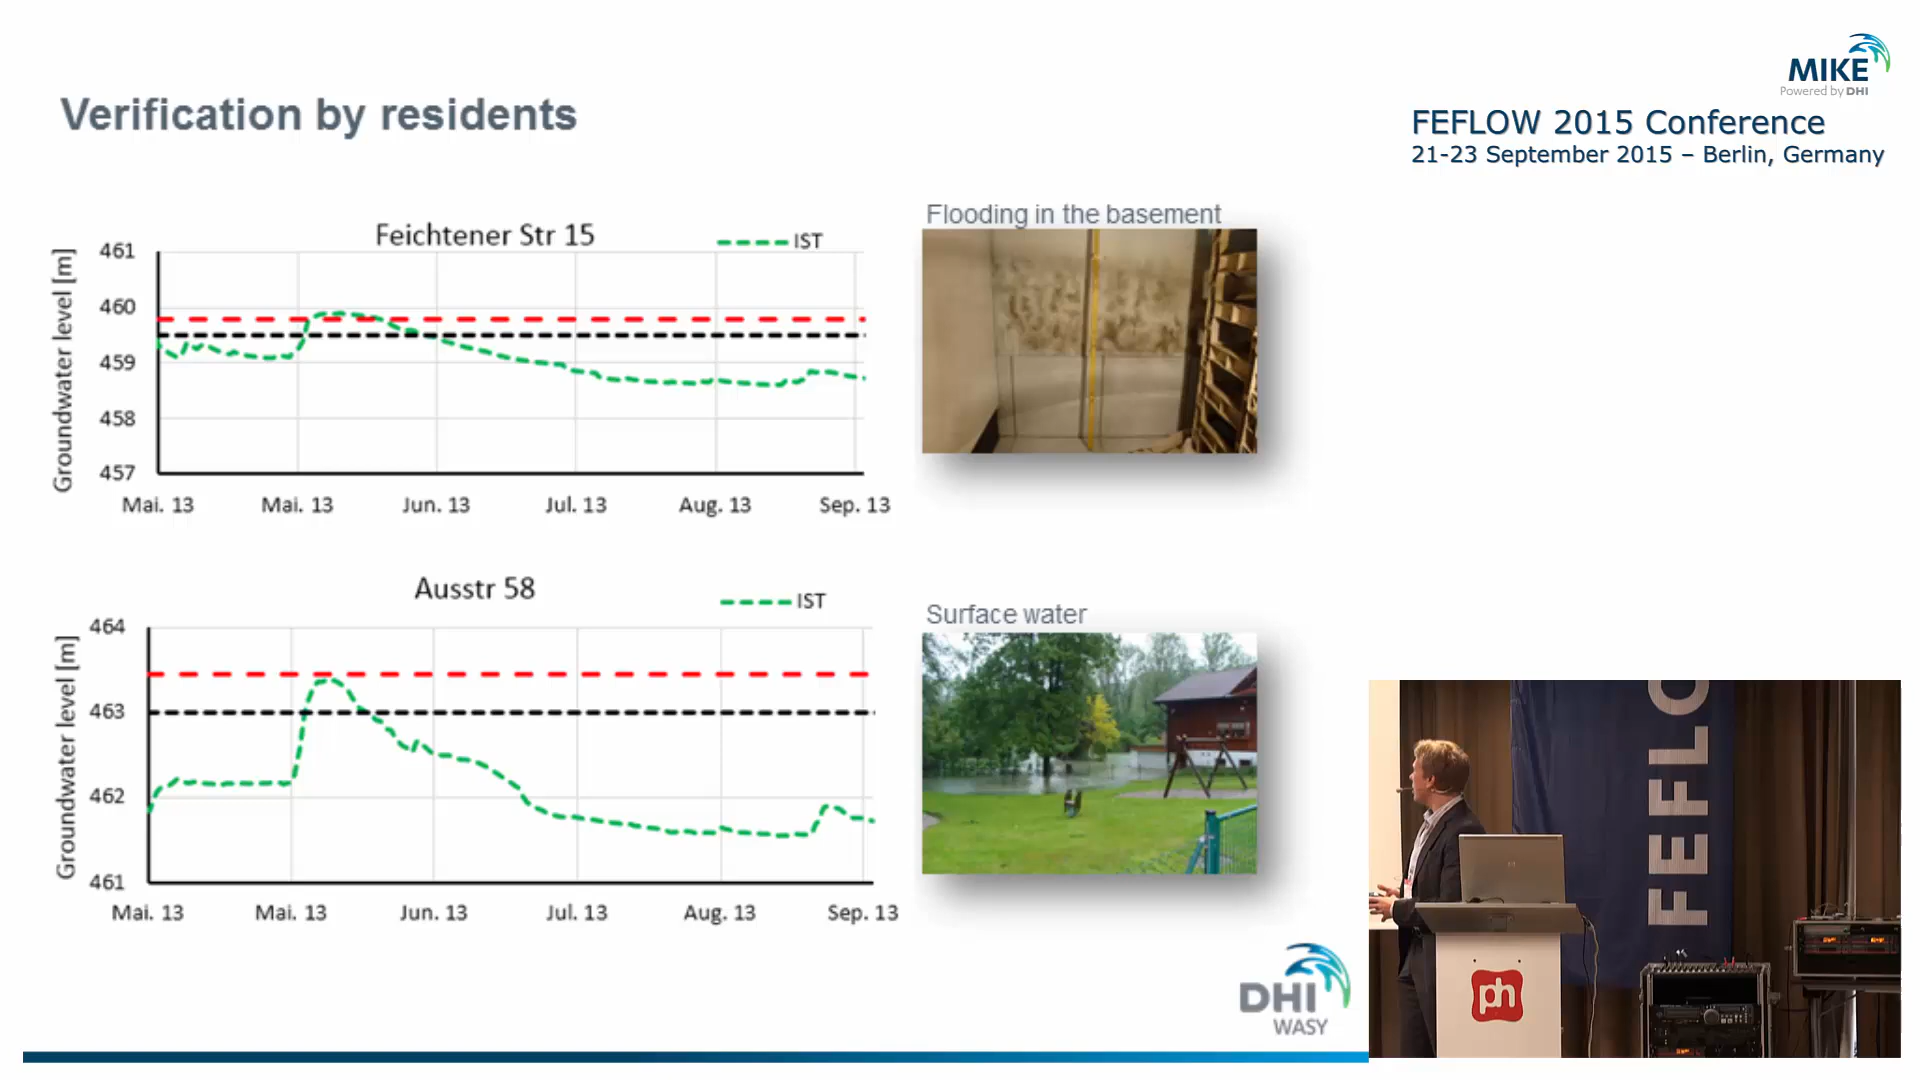 MIKE
Powered by DHI
FEFLOW 2015 Conference
21-23 September 2015 – Berlin, Germany
Verification by residents
Feichtener Str 15
IST
Groundwater level [m]
461
460
459
458
457
Mai. 13 Mai. 13 Jun. 13 Jul. 13 Aug. 13 Sep. 13
Flooding in the basement
Ausstr 58
IST
Groundwater level [m]
464
463
462
461
Mai. 13 Mai. 13 Jun. 13 Jul. 13 Aug. 13 Sep. 13
Surface water
DHI
WASY
FEFLO
ph